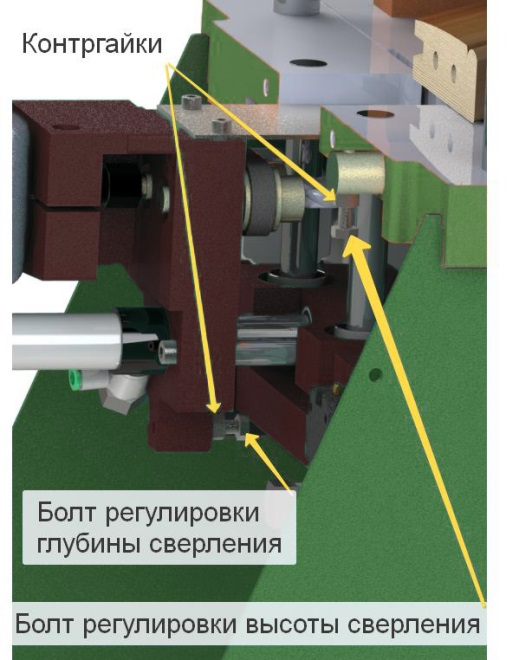 Контргайки
Болт регулировки
глубины сверления
Болт регулировки высоты сверления